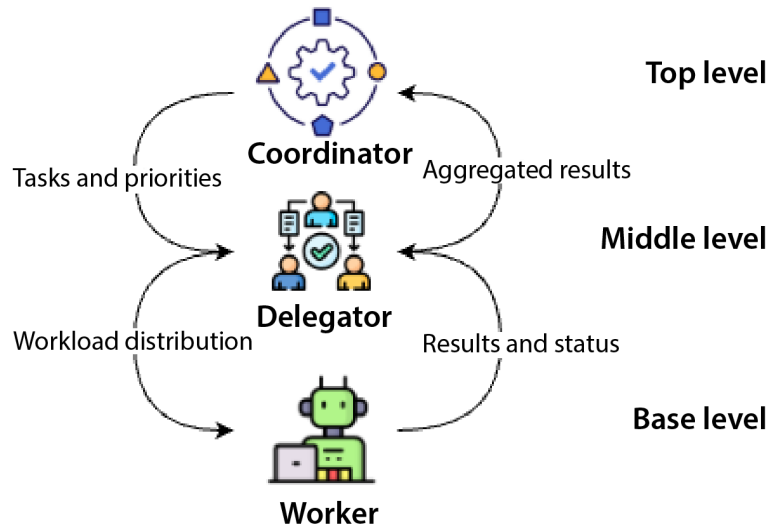 Top level
Coordinator
Tasks and priorities
Aggregated results
Middle level
Delegator
Workload distribution
Results and status
Base level
Worker